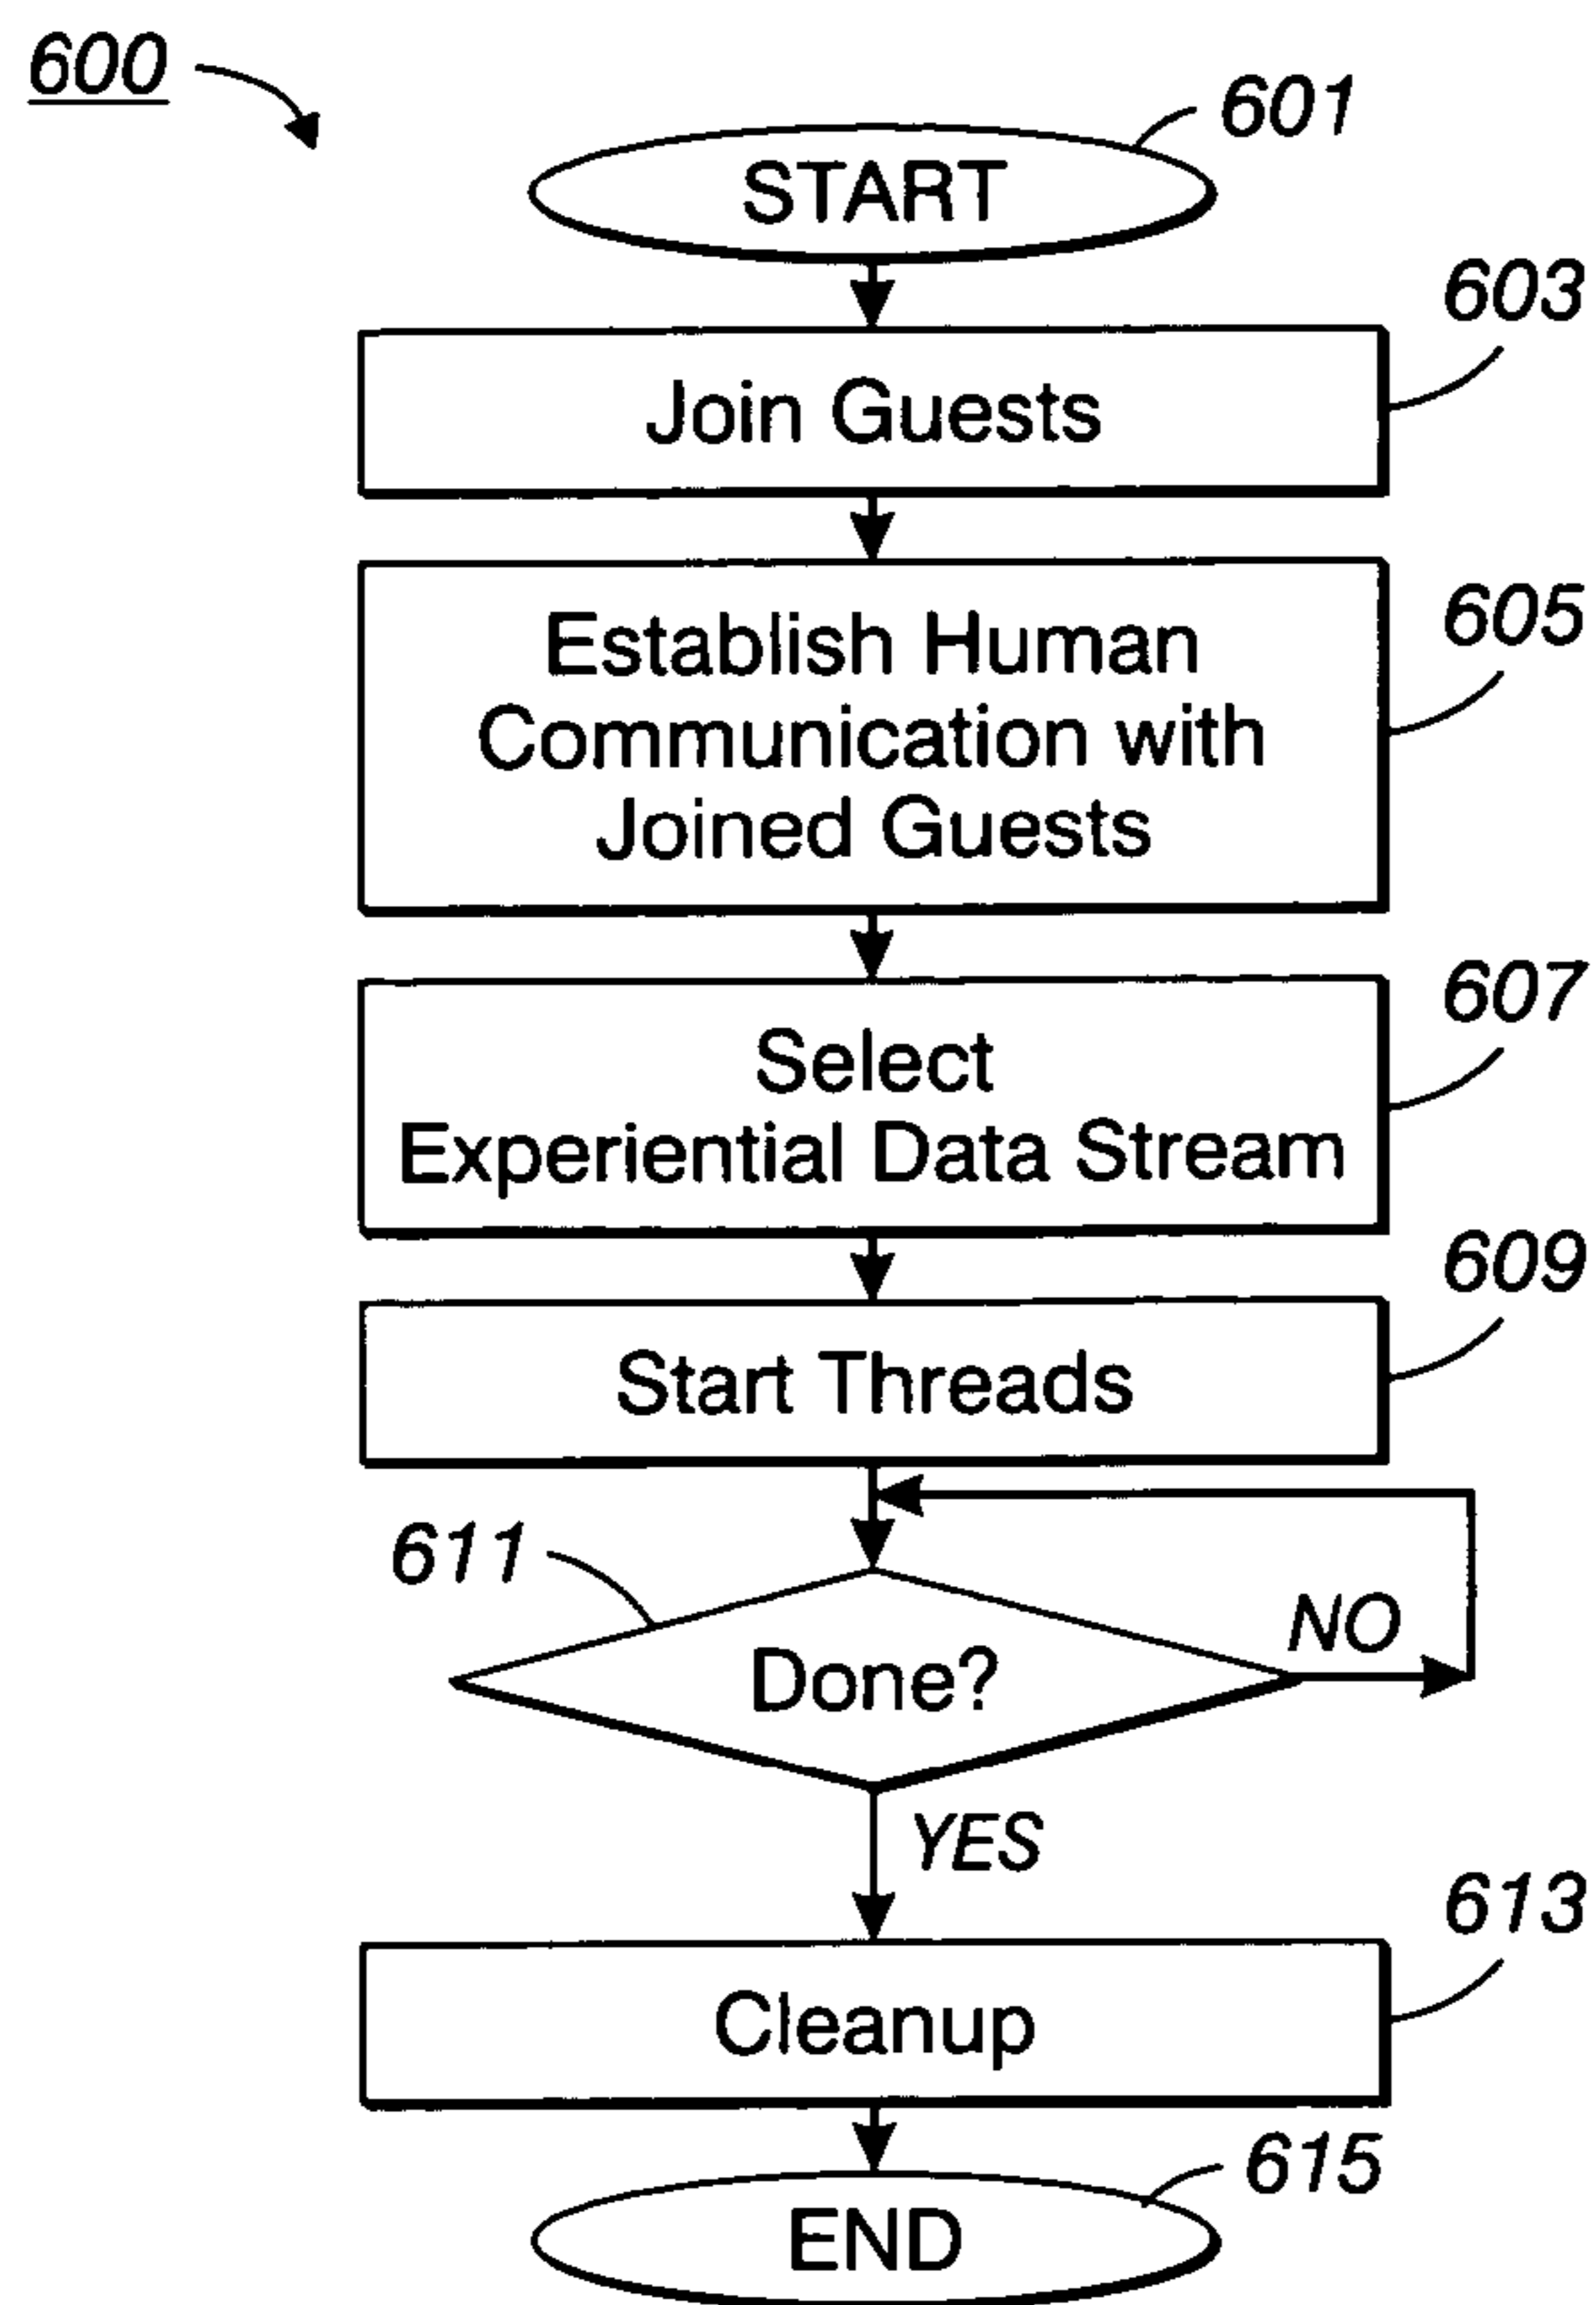 600
601
START
603
Join Guests
605
Establish Human
Communication with
Joined Guests
607
Select
Experiential Data Stream
609
Start Threads
611
NO
Done?
YES
613
Cleanup
615
END